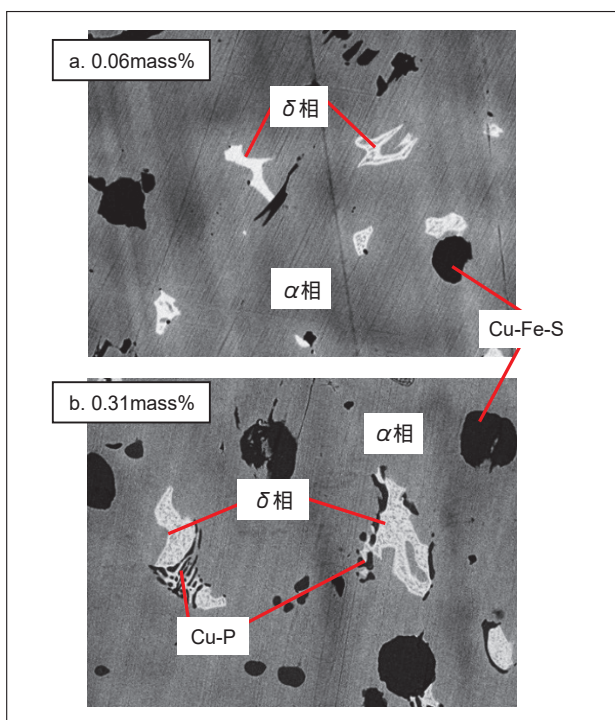 a. 0.06mass%
δ相
α相
Cu-Fe-S
b. 0.31mass%
α相
δ相
Cu-P